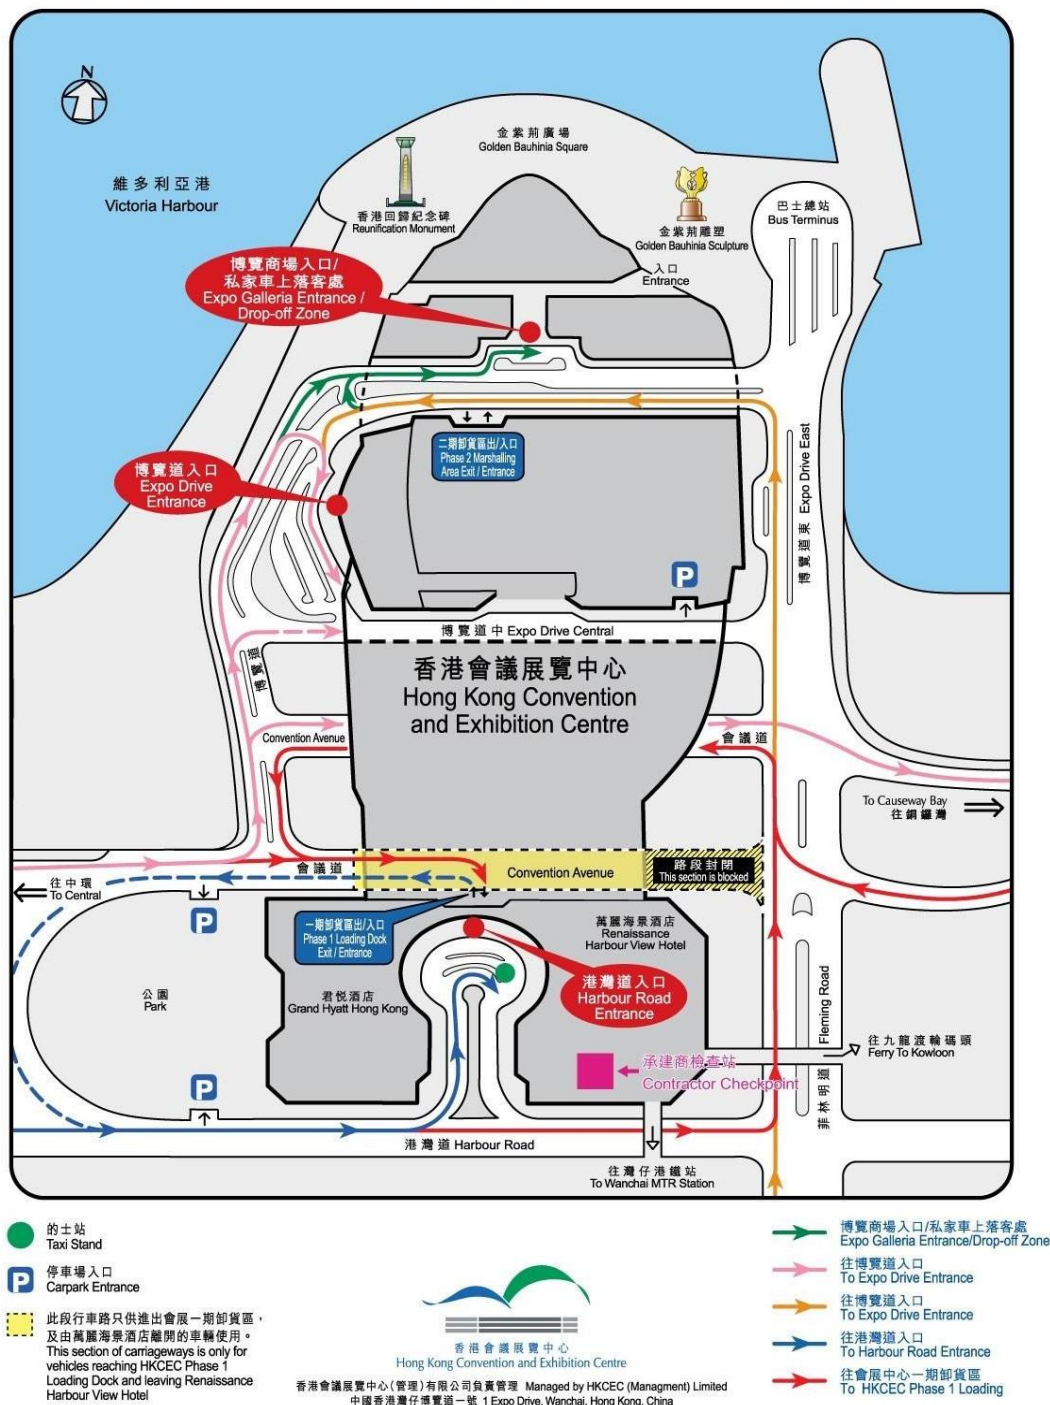 N
維多利亞港
Victoria Harbour
金紫荊廣場
Golden Bauhinia Square
香港回歸紀念碑
Reunification Monument
金紫荊雕塑
Golden Bauhinia Sculpture
巴士總站
Bus Terminus
入口
Entrance
博覽商場入口/
私家車上落客處
Expo Galleria Entrance /
Drop-off Zone
二期卸貨區出/入口
Phase 2 Marshalling
Area Exit / Entrance
博覽道入口
Expo Drive
Entrance
博覽道東 Expo Drive East
P
博覽道中 Expo Drive Central
博覽道
香港會議展覽中心
Hong Kong Convention
and Exhibition Centre
Convention Avenue
會議道
To Causeway Bay
往銅鑼灣
會議道
Convention Avenue
路段封閉
This section is blocked
往中環
To Central
P
一期卸貨區出/入口
Phase 1 Loading Dock
Exit / Entrance
萬麗海景酒店
Renaissance
Harbour View Hotel
港灣道入口
Harbour Road
Entrance
公園
Park
君悅酒店
Grand Hyatt Hong Kong
菲林明道 Fleming Road
往九龍渡輪碼頭
Ferry To Kowloon
承建商檢查站
Contractor Checkpoint
P
港灣道 Harbour Road
往灣仔港鐵站
To Wanchai MTR Station
的士站
Taxi Stand
P
停車場入口
Carpark Entrance
此段行車路只供進出會展一期卸貨區，
及由萬麗海景酒店離開的車輛使用。
This section of carriageways is only for
vehicles reaching HKCEC Phase 1
Loading Dock and leaving Renaissance
Harbour View Hotel
香港會議展覽中心
Hong Kong Convention and Exhibition Centre
香港會議展覽中心(管理)有限公司負責管理 Managed by HKCEC (Managment) Limited
中國香港灣仔博覽道一號 1 Expo Drive, Wanchai, Hong Kong, China
博覽商場入口/私家車上落客處
Expo Galleria Entrance/Drop-off Zone
往博覽道入口
To Expo Drive Entrance
往博覽道入口
To Expo Drive Entrance
往港灣道入口
To Harbour Road Entrance
往會展中心一期卸貨區
To HKCEC Phase 1 Loading